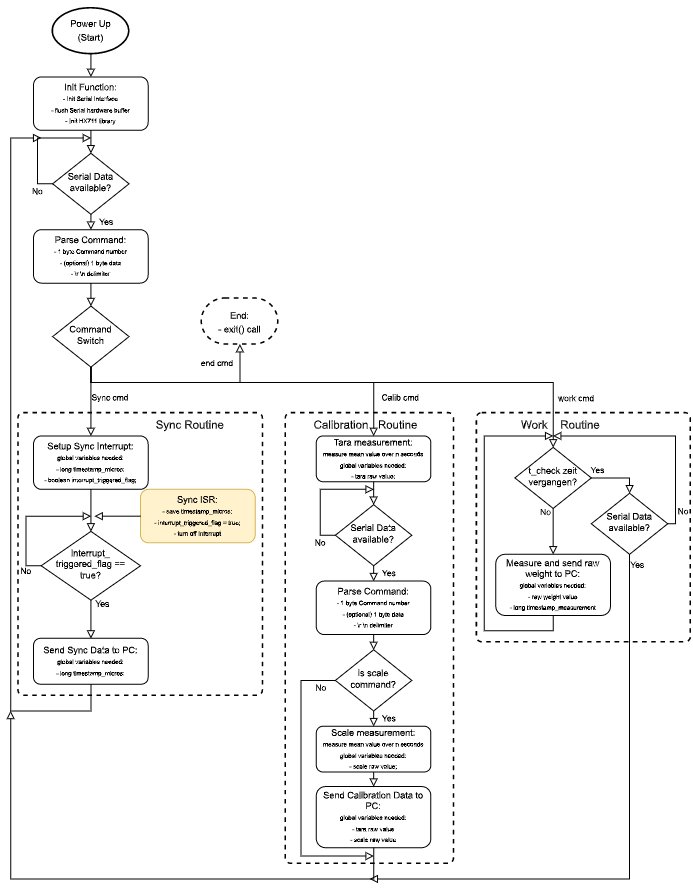 Power Up
(Start)
Init Function:
- Init Serial Interface
- flush Serial hardware buffer
- Init HX711 library
Serial Data
available?
No
Yes
Parse Command:
- 1 byte Command number
- (optional) 1 byte data
- \r \n delimiter
Command
Switch
End:
- exit() call
end cmd
Sync cmd
Calib cmd
work cmd
Sync Routine
Setup Sync Interrupt:
global variables needed:
- long timestamp_micros;
- boolean interrupt_triggered_flag;
Sync ISR:
- save timestamp_micros;
- interrupt_triggered_flag = true;
- turn off interrupt
Interrupt_
triggored_flag ==
true?
No
Yes
Send Sync Data to PC:
global variables needed:
- long timestamp_micros;
Calibration Routine
Tara measurement:
measure mean value over n seconds
global variables needed:
- tara raw value;
Serial Data
available?
No
Yes
Parse Command:
- 1 byte Command number
- (optional) 1 byte data
- \r \n delimiter
Is scale
command?
No
Yes
Scale measurement:
measure mean value over n seconds
global variables needed:
- scale raw value;
Send Calibration Data to
PC:
global variables needed:
- tara raw value
- scale raw value
Work Routine
t_check zeit
vergangen?
Yes
No
Serial Data
available?
No
Yes
Measure and send raw
weight to PC:
global variables needed:
- raw weight value
- long timestamp_measurement